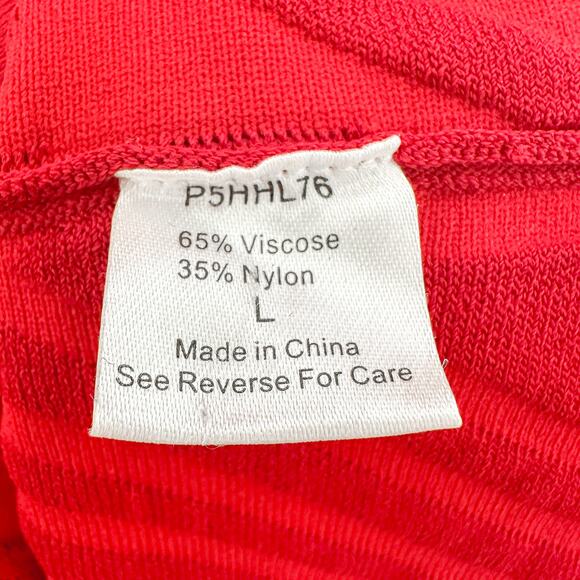 P5HHL76
65% Viscose
35% Nylon
L
Made in China
See Reverse For Care